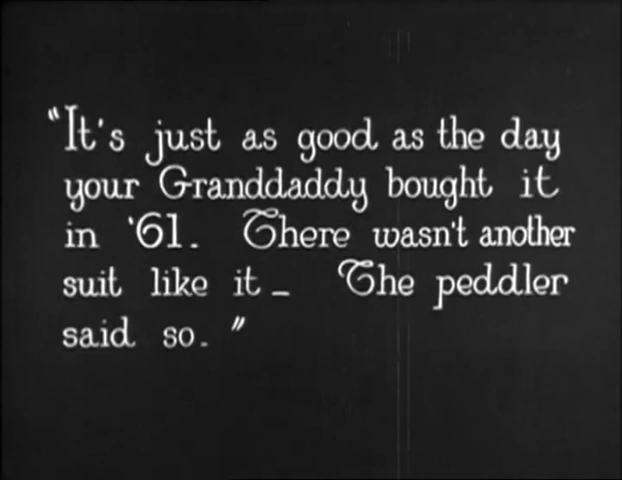 "It's just as good as the day
your Granddaddy bought it
in '61. There wasn't another
suit like it – The peddler
said so."